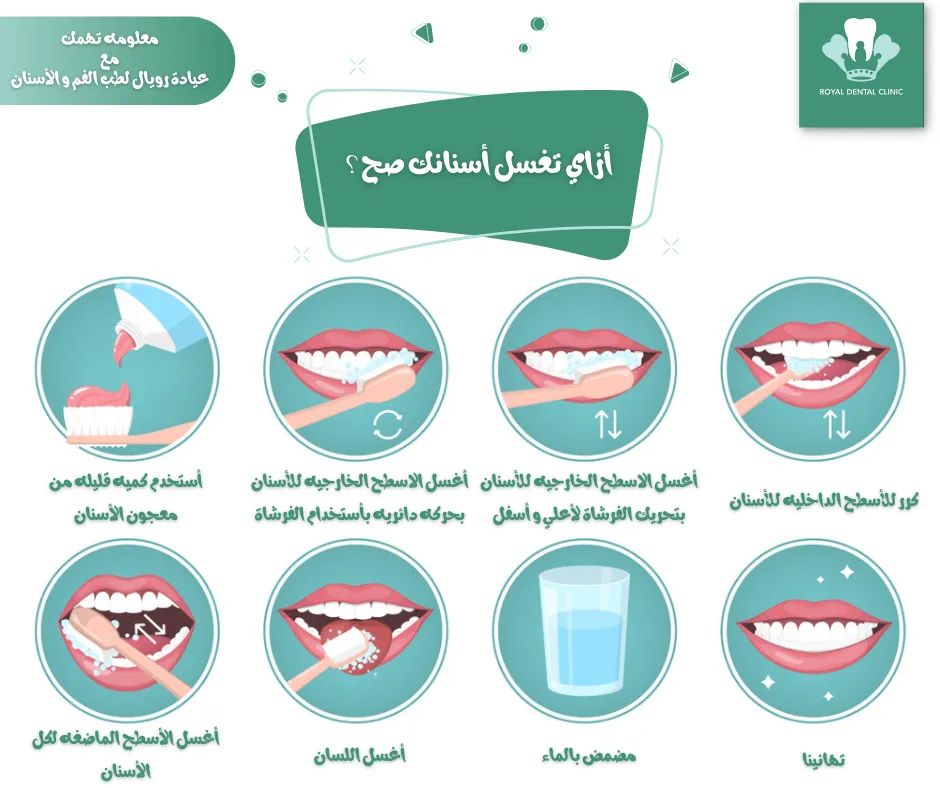 معلومه تهمك
مع
عيادة رويال لطب الفم و الأسنان
ROYAL DENTAL CLINIC
أزاي تغسل أسنانك صح ؟
أستخدم كميه قليله من
معجون الأسنان
أغسل الاسطح الخارجيه للأسنان
بحركه دائريه بأستخدام الفرشاة
أغسل الاسطح الخارجيه للأسنان
بتحريك الفرشاة لأعلي و أسفل
كرر للأسطح الداخليه للأسنان
أغسل الأسطح الماضغه لكل
الأسنان
أغسل اللسان
مضمض بالماء
تهانينا